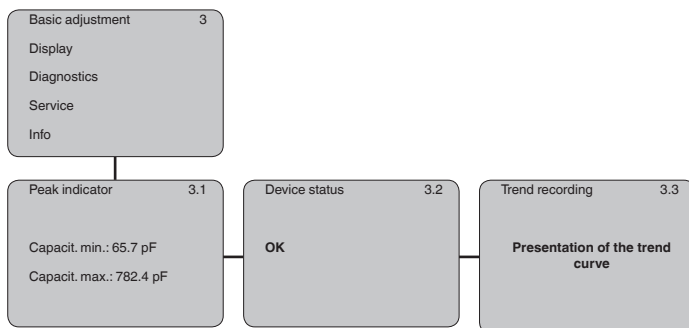 Basic adjustment 3
Display
Diagnostics
Service
Info
Peak indicator 3.1
Capacit. min.: 65.7 pF
Capacit. max.: 782.4 pF
Device status 3.2
OK
Trend recording 3.3
Presentation of the trend
curve